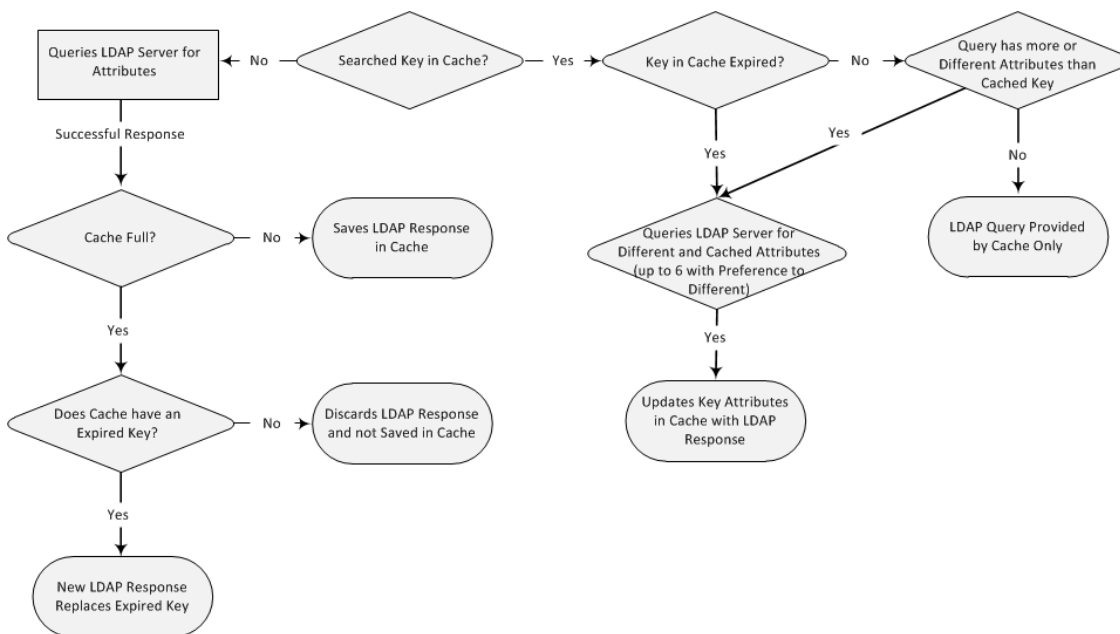 Queries LDAP Server for
Attributes
No
Searched Key in Cache?
Yes
Key in Cache Expired?
No
Query has more or
Different Attributes than
Cached Key
Successful Response
Yes
Yes
No
Cache Full?
No
Saves LDAP Response
in Cache
Queries LDAP Server for
Different and Cached Attributes
(up to 6 with Preference to
Different)
LDAP Query Provided
by Cache Only
Yes
Yes
Does Cache have an
Expired Key?
No
Discards LDAP Response
and not Saved in Cache
Updates Key Attributes
in Cache with LDAP
Response
Yes
New LDAP Response
Replaces Expired Key